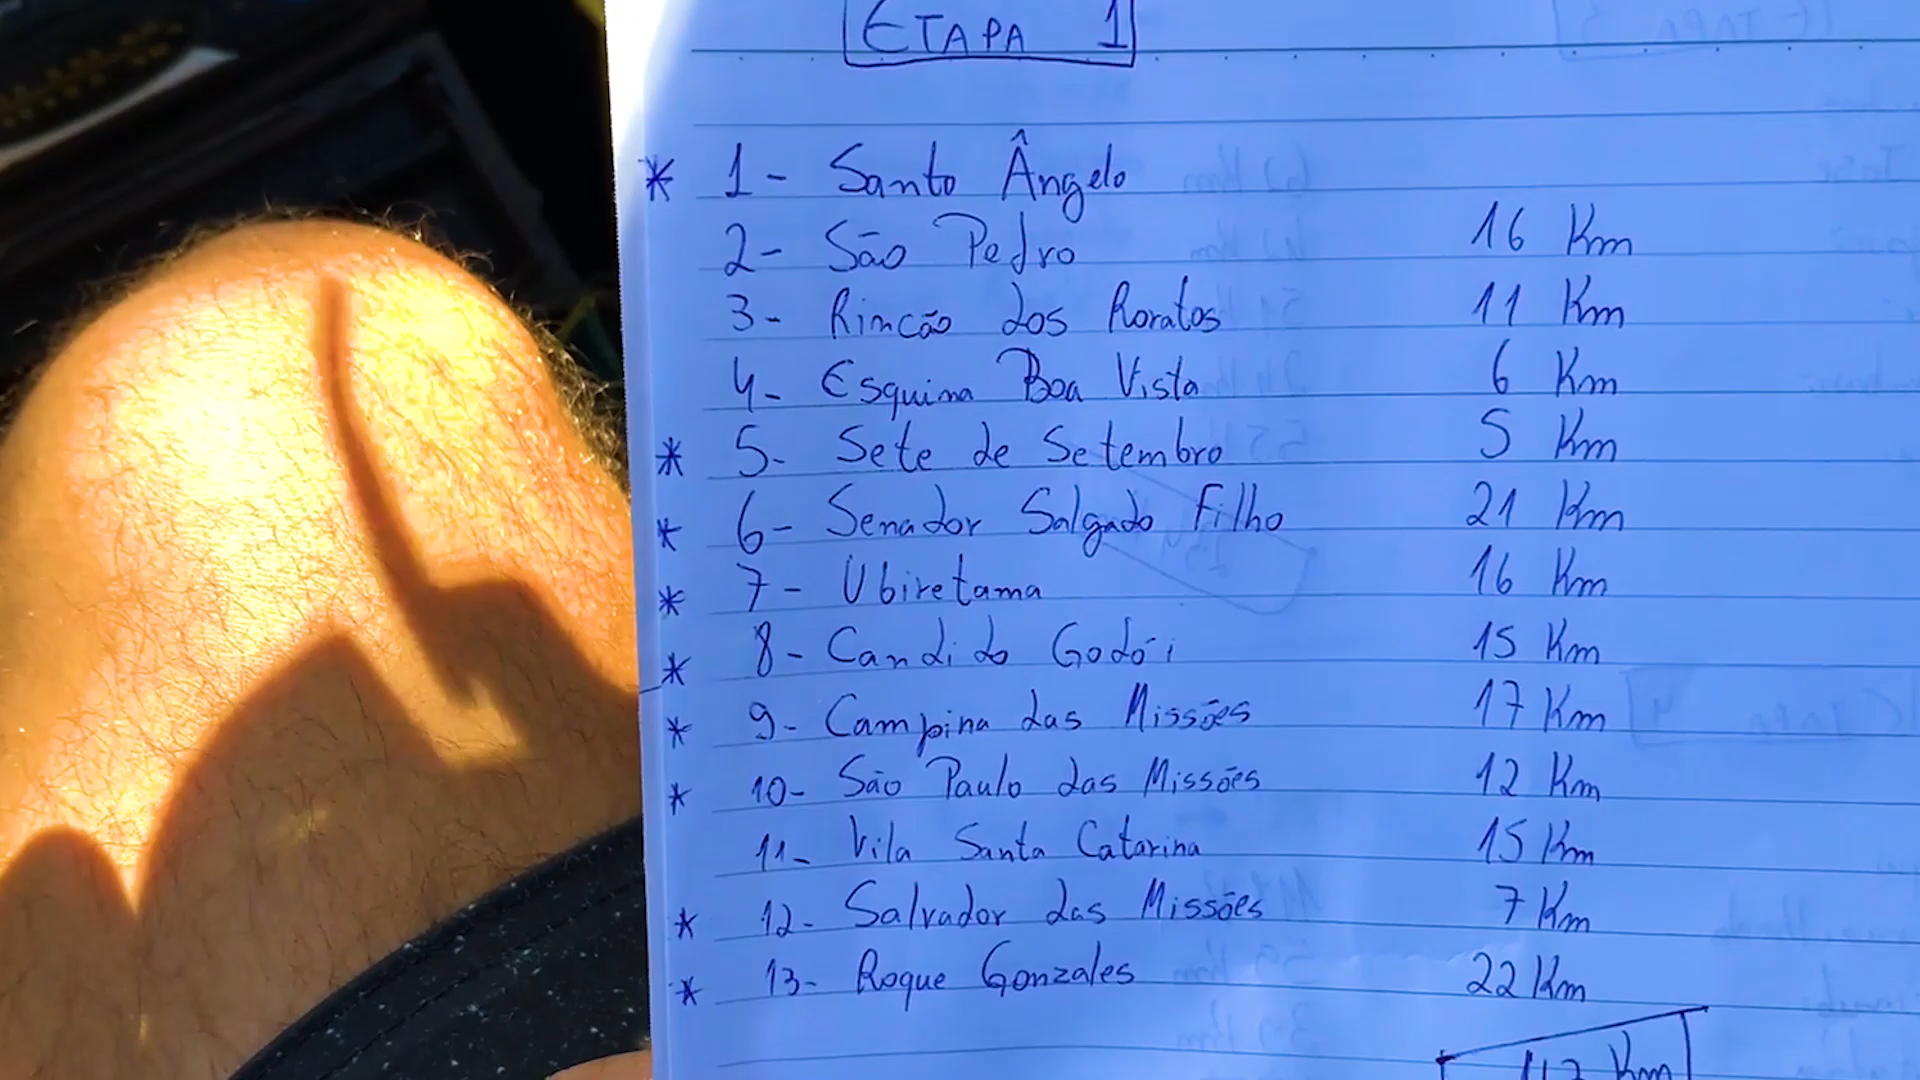 ETAPA 1
* 1- Santo Ângelo
2- São Pedro 16 Km
3- Rincão dos Roratos 11 Km
4- Esquina Boa Vista 6 Km
* 5- Sete de Setembro 5 Km
* 6- Senador Salgado Filho 21 Km
* 7- Ubiretama 16 Km
* 8- Candido Godói 15 Km
* 9- Campina das Missões 17 Km
* 10- São Paulo das Missões 12 Km
11- Vila Santa Catarina 15 Km
* 12- Salvador das Missões 7 Km
* 13- Roque Gonzales 22 Km
Km